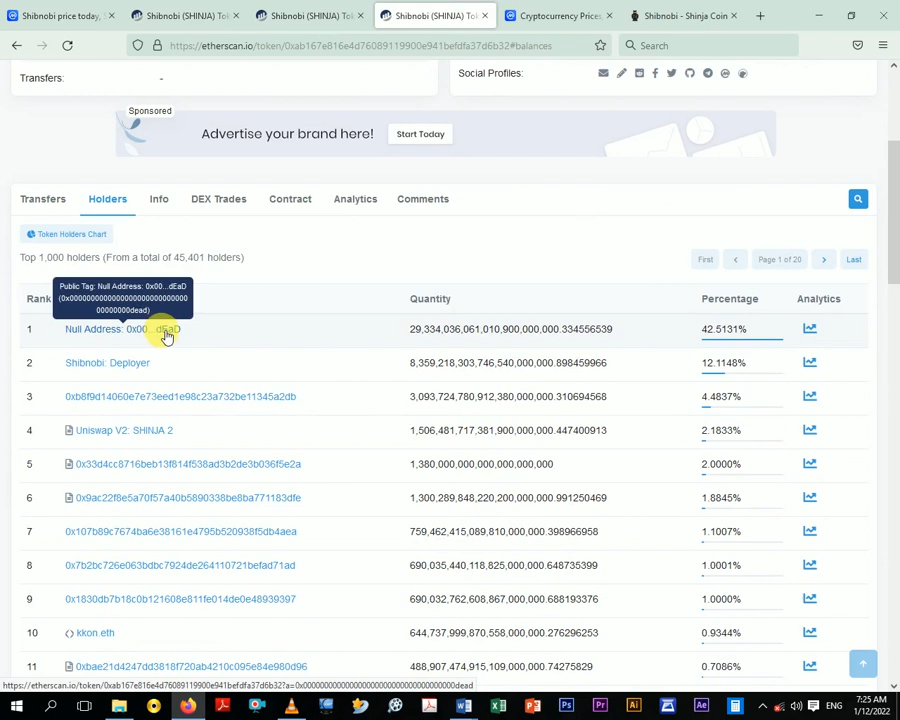 Shibnobi price today,
Shibnobi (SHINJA) To
Shibnobi (SHINJA) To
Shibnobi (SHINJA) To
Cryptocurrency Prices,
Shibnobi - Shinja Coin
https://etherscan.io/token/0xab167e816e4d76089119900e941befdfa37d6b32#balances
Search
Transfers:
-
Social Profiles:
Sponsored
Advertise your brand here!
Start Today
Transfers
Holders
Info
DEX Trades
Contract
Analytics
Comments
Token Holders Chart
Top 1,000 holders (From a total of 45,401 holders)
First
Page 1 of 20
Last
Public Tag: Null Address: 0x00...dEaD
(0x00000000000000000000000000
0000000000dead)
Rank
Quantity
Percentage
Analytics
1 Null Address: 0x00...dEaD 29,334,036,061,010,900,000,000.334556539 42.5131%
2 Shibnobi: Deployer 8,359,218,303,746,540,000,000.898459966 12.1148%
3 0xb8f9d14060e7e73eed1e98c23a732be11345a2db 3,093,724,780,912,380,000,000.310694568 4.4837%
4 Uniswap V2: SHINJA 2 1,506,481,717,381,900,000,000.447400913 2.1833%
5 0x33d4cc8716beb13f814f538ad3b2de3b036f5e2a 1,380,000,000,000,000,000,000 2.0000%
6 0x9ac22f8e5a70f57a40b5890338be8ba771183dfe 1,300,289,848,220,200,000,000.991250469 1.8845%
7 0x107b89c7674ba6e38161e4795b520938f5db4aea 759,462,415,089,810,000,000.398966958 1.1007%
8 0x7b2bc726e063bdbc7924de264110721befad71ad 690,035,440,118,825,000,000.648735399 1.0001%
9 0x1830db7b18c0b121608e811fe014de0e48939397 690,032,762,608,867,000,000.688193376 1.0000%
10 kkon.eth 644,737,999,870,558,000,000.276296253 0.9344%
11 0xbae21d4247dd3818f720ab4210c095e84e980d96 488,907,474,915,109,000,000.74275829 0.7086%
https://etherscan.io/token/0xab167e816e4d76089119900e941befdfa37d6b32?a=0x000000000000000000000000000000000000dead
ENG
7:25 AM
1/12/2022